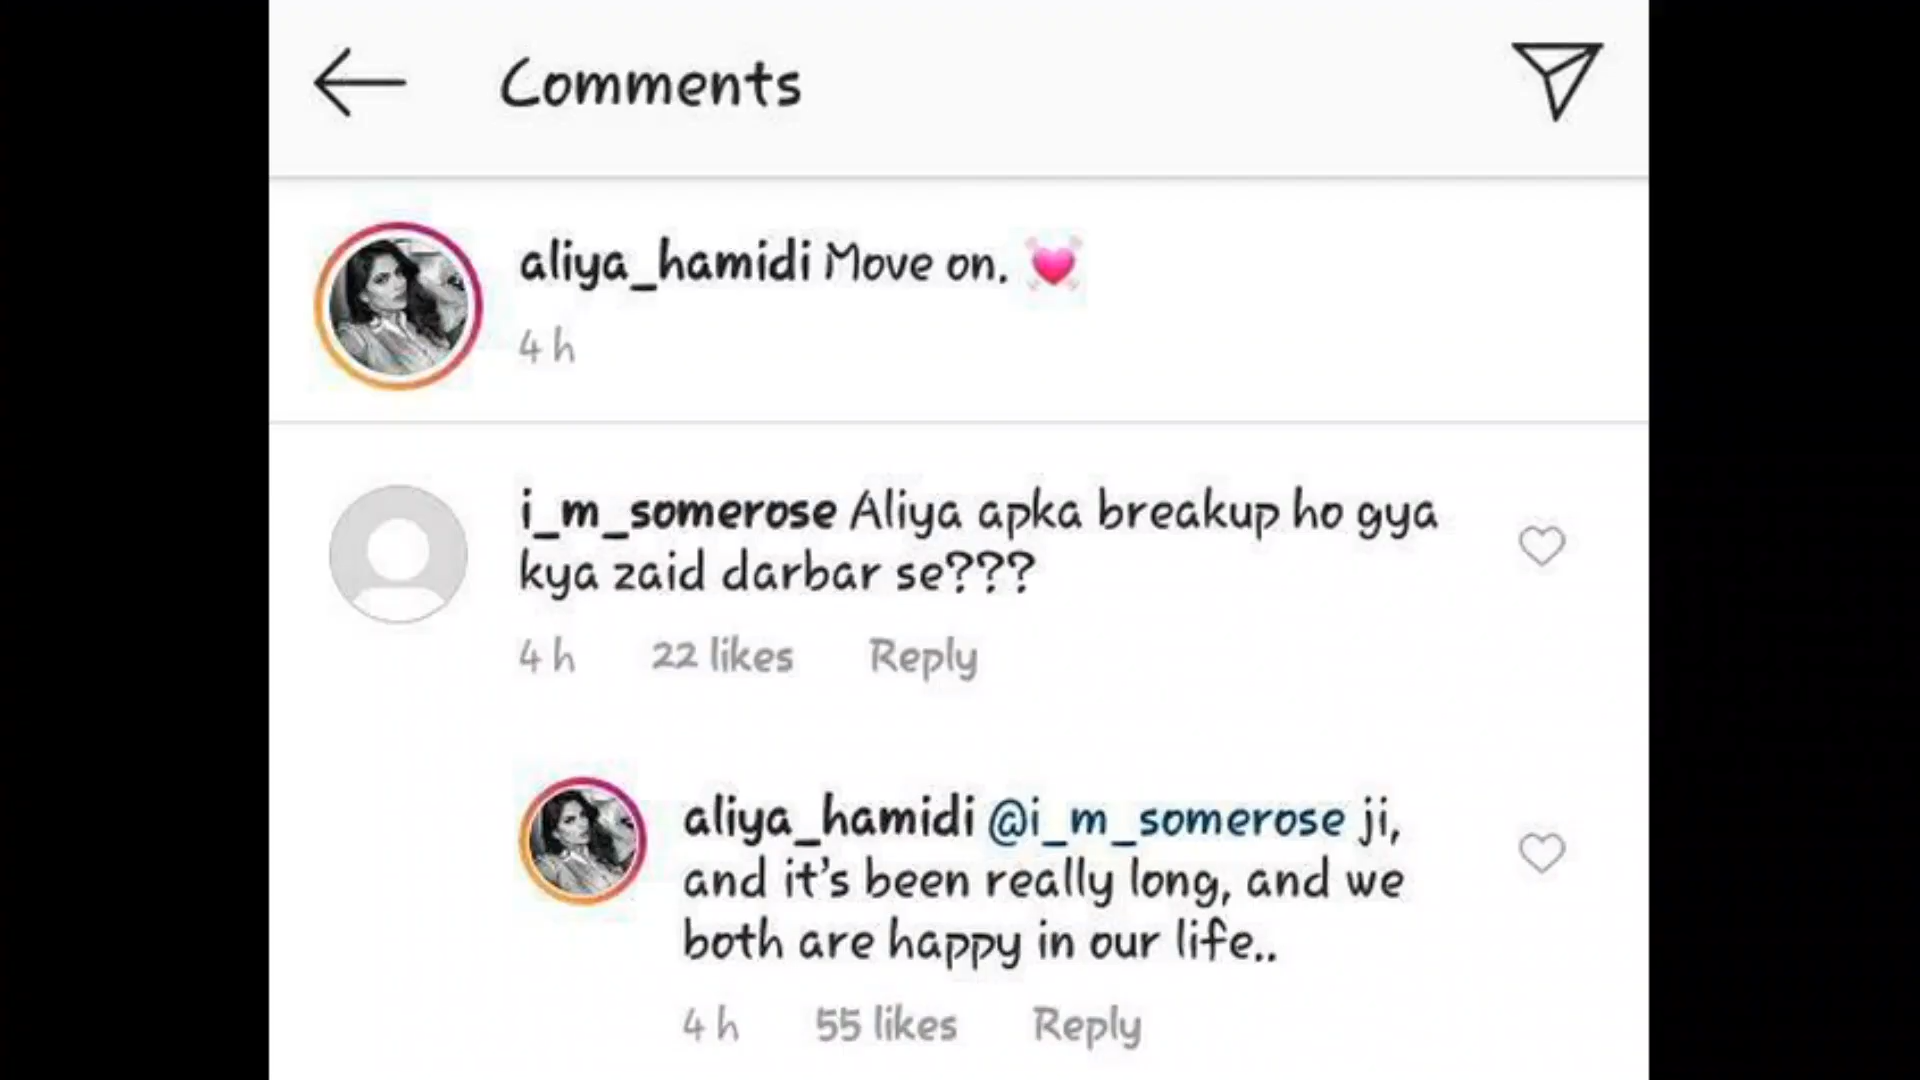 Comments
aliya_hamidi Move on. 💓
4 h
i_m_somerose Aliya apka breakup ho gya
kya zaid darbar se???
4 h 22 likes Reply
aliya_hamidi @i_m_somerose ji,
and it's been really long, and we
both are happy in our life..
4 h 55 likes Reply